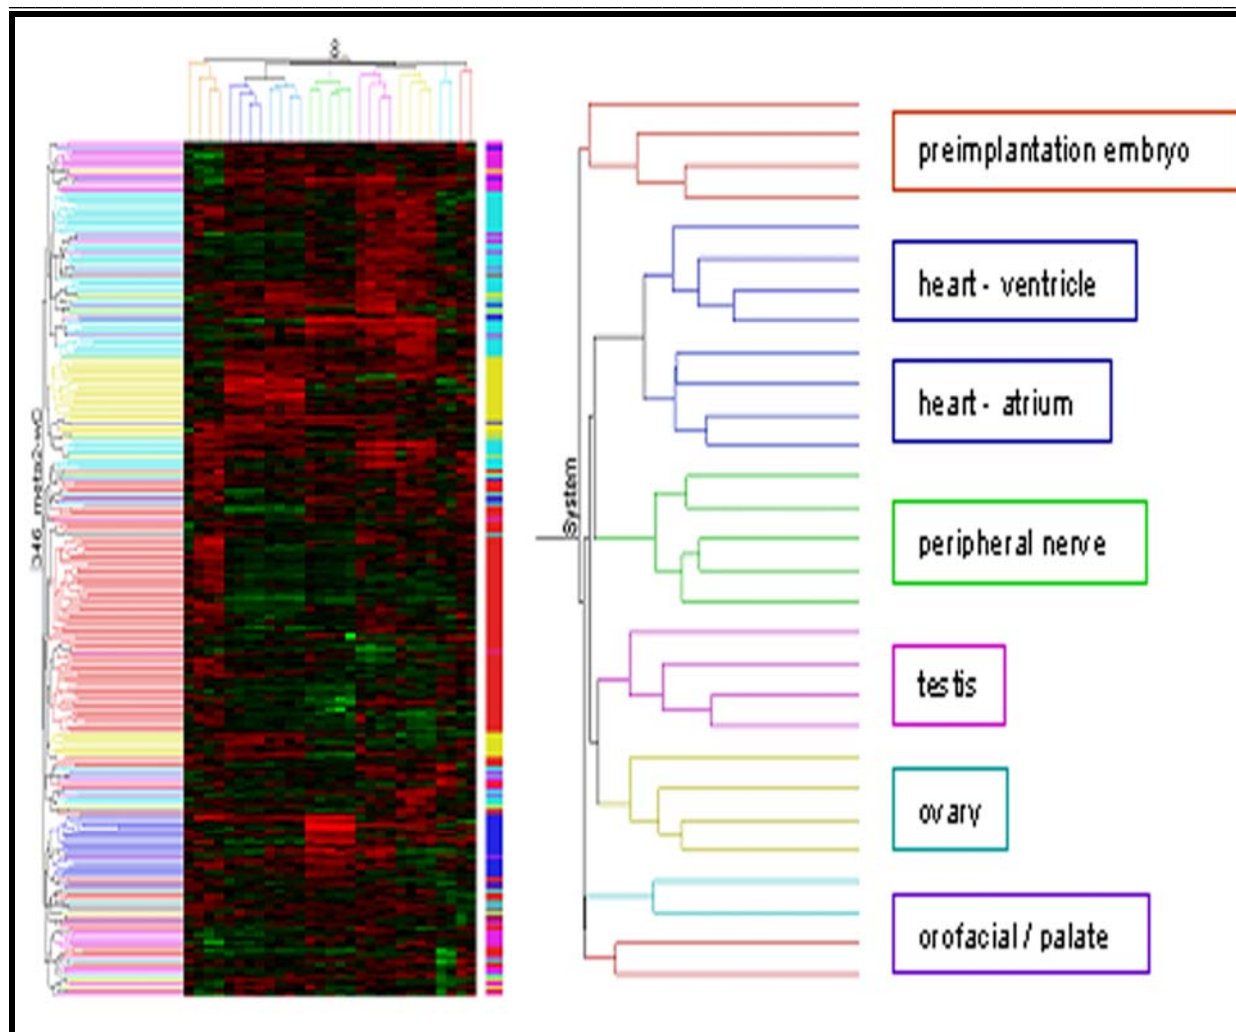 System
preimplantation embryo
heart - ventricle
heart - atrium
peripheral nerve
testis
ovary
orofacial / palate